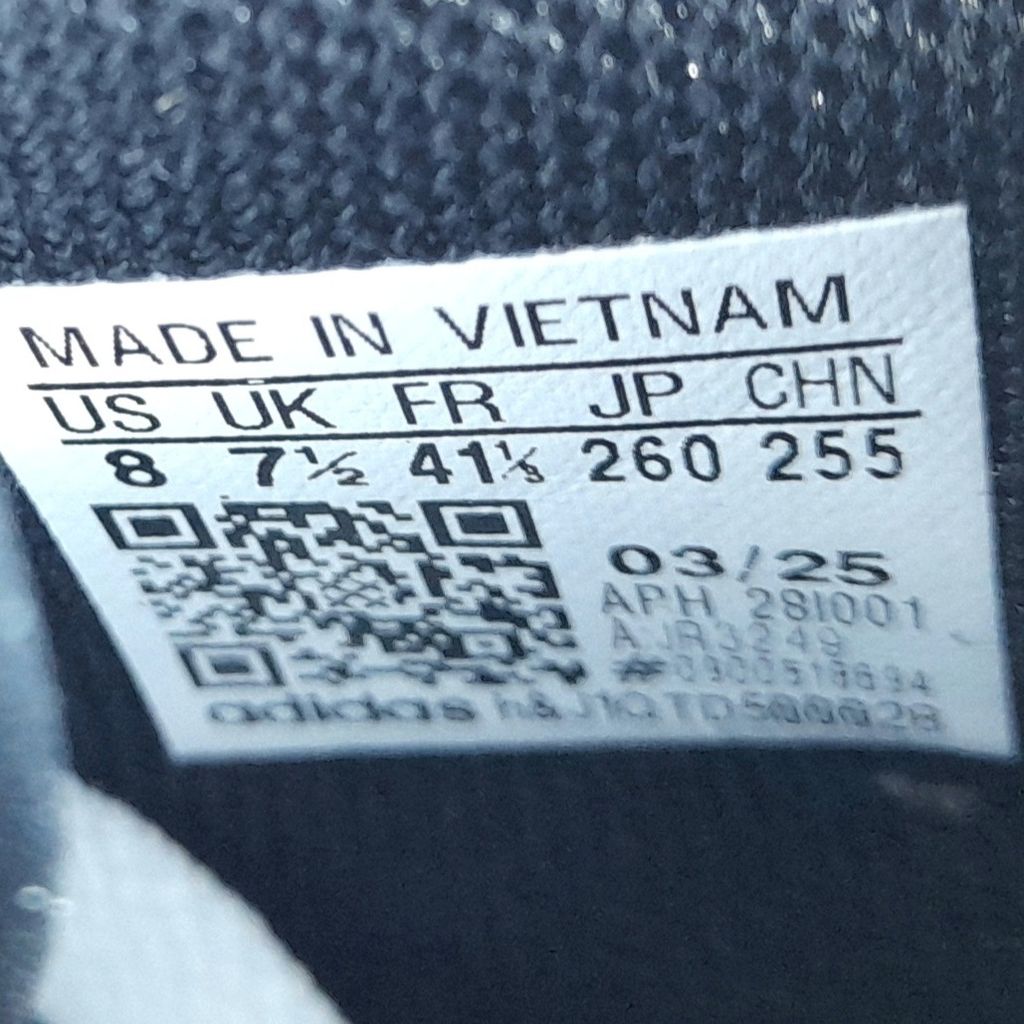 MADE IN VIETNAM
US UK FR JP CHN
8 7½ 41⅓ 260 255
03/25
APH 281001
adidas